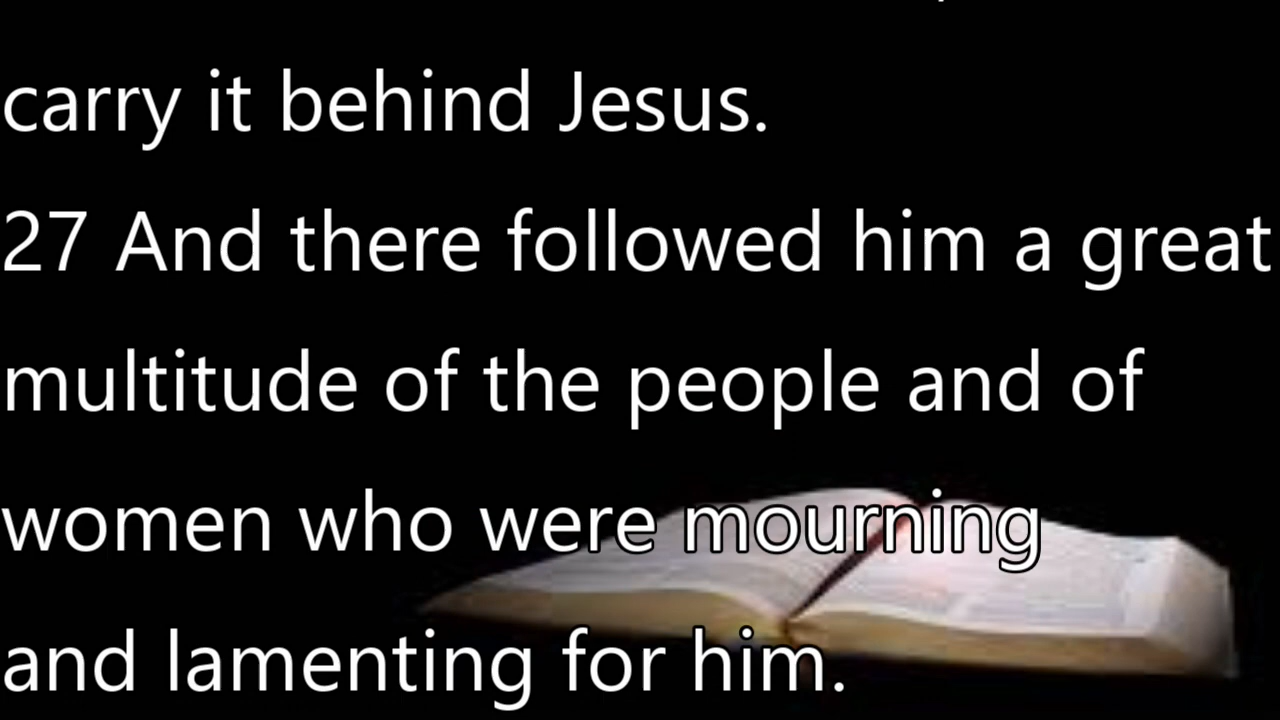 carry it behind Jesus.
27 And there followed him a great
multitude of the people and of
women who were mourning
and lamenting for him.